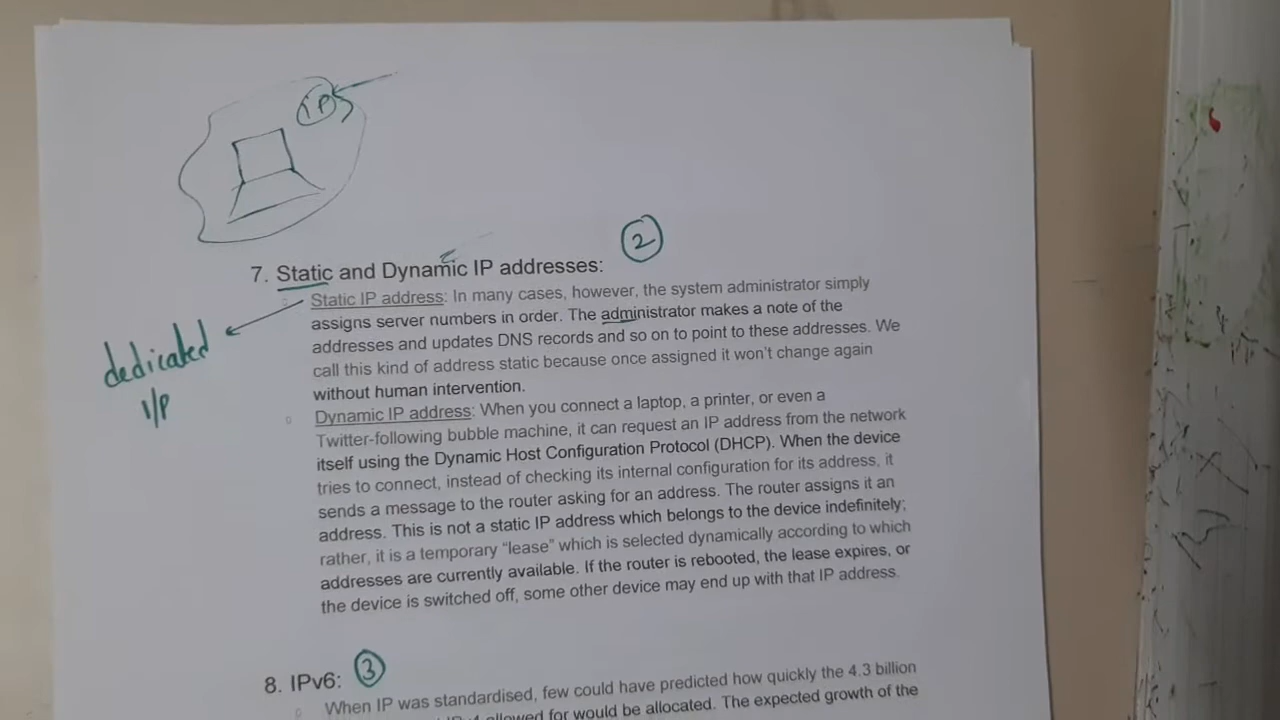 IP
2
7. Static and Dynamic IP addresses:
Static IP address: In many cases, however, the system administrator simply
assigns server numbers in order. The administrator makes a note of the
addresses and updates DNS records and so on to point to these addresses. We
call this kind of address static because once assigned it won't change again
without human intervention.
dedicated
I/P
Dynamic IP address: When you connect a laptop, a printer, or even a
Twitter-following bubble machine, it can request an IP address from the network
itself using the Dynamic Host Configuration Protocol (DHCP). When the device
tries to connect, instead of checking its internal configuration for its address, it
sends a message to the router asking for an address. The router assigns it an
address. This is not a static IP address which belongs to the device indefinitely;
rather, it is a temporary “lease” which is selected dynamically according to which
addresses are currently available. If the router is rebooted, the lease expires, or
the device is switched off, some other device may end up with that IP address.
8. IPv6: 3
When IP was standardised, few could have predicted how quickly the 4.3 billion
allowed for would be allocated. The expected growth of the